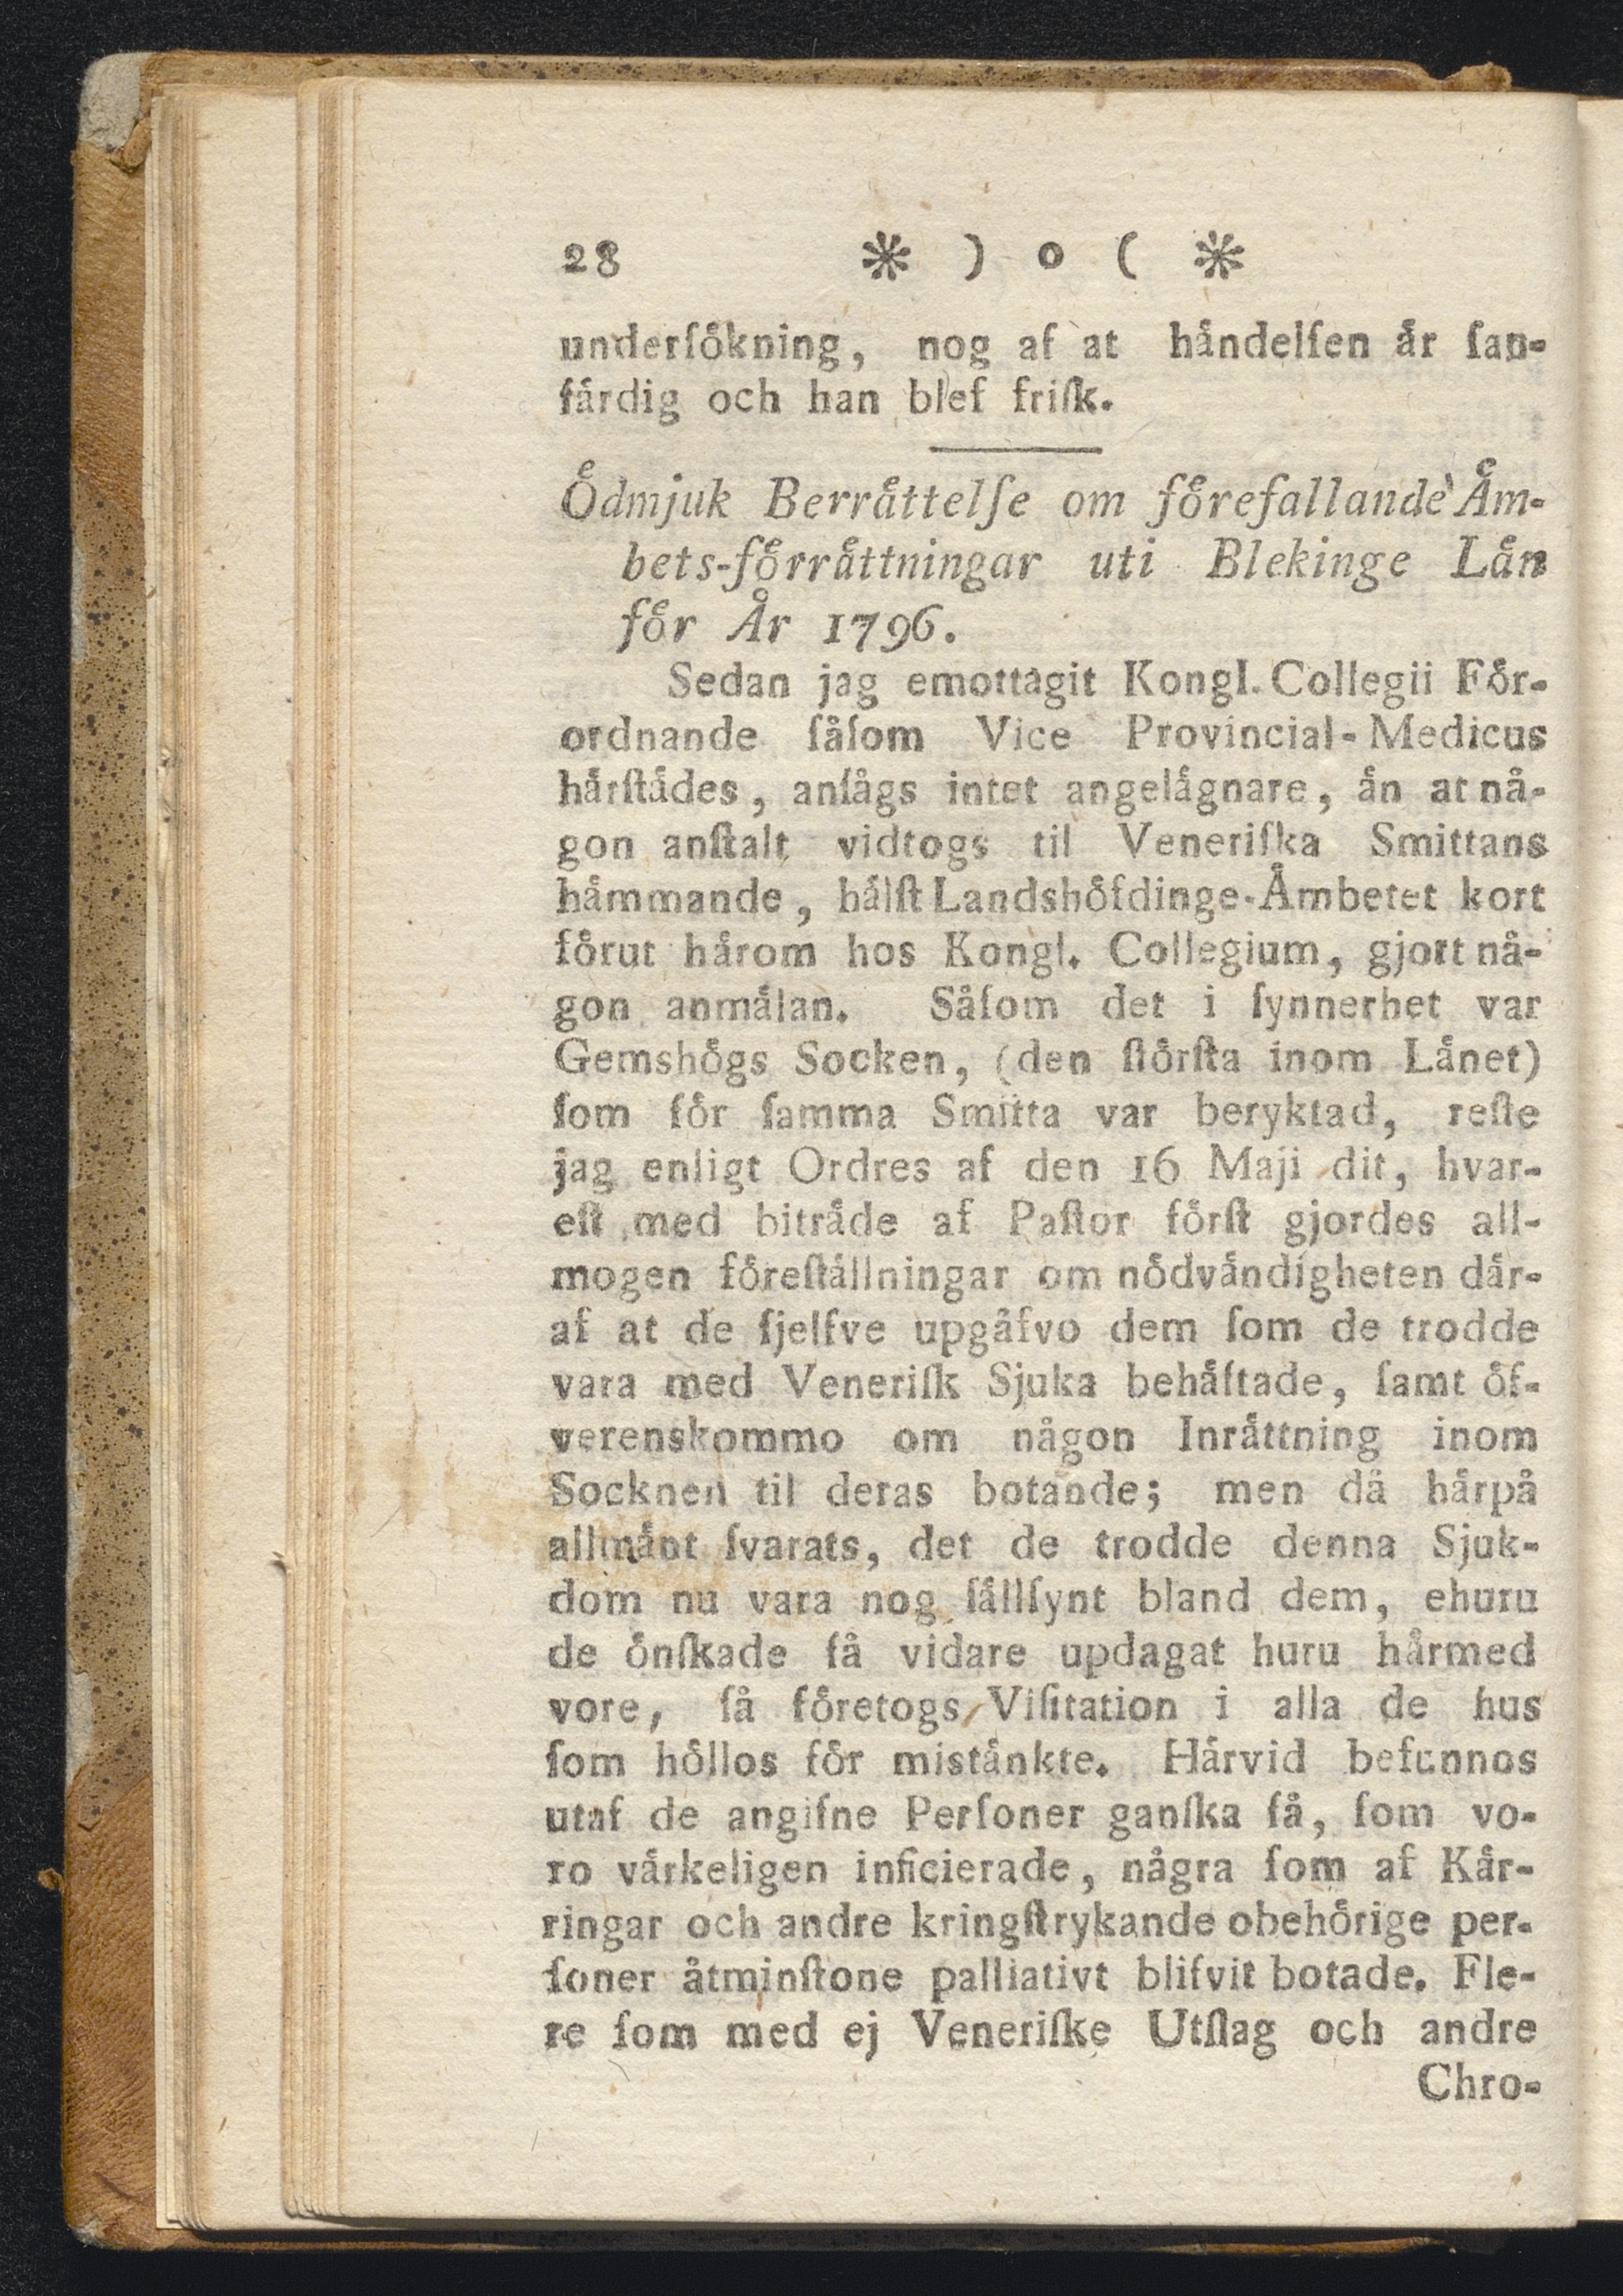 28 ❊ ) o ( ❊
underſökning, nog af at händelſen är ſan-
färdig och han blef friſk.
Ödmjuk Berrättelſe om förefallande Äm-
bets-förrättningar uti Blekinge Län
för År 1796.
Sedan jag emottagit Kongl. Collegii För-
ordnande ſåſom Vice Provincial-Medicus
härſtädes, anſågs intet angelägnare, än at nå-
gon anſtalt vidtogs til Veneriſka Smittans
hämmande, hälſt Landshöfdinge-Ämbetet kort
förut härom hos Kongl. Collegium, gjort nå-
gon anmälan. Såſom det i ſynnerhet var
Gemshögs Socken, (den ſtörſta inom Länet)
ſom för ſamma Smitta var beryktad, reſte
jag enligt Ordres af den 16 Maji dit, hvar-
eſt med biträde af Paſtor förſt gjordes all-
mogen föreſtällningar om nödvändigheten där-
af at de ſjelfve upgåfvo dem ſom de trodde
vara med Veneriſk Sjuka behäftade, ſamt öf-
verenskommo om någon Inrättning inom
Socknen til deras botande; men då härpå
allmänt ſvarats, det de trodde denna Sjuk-
dom nu vara nog ſällſynt bland dem, ehuru
de önſkade få vidare updagat huru härmed
vore, ſå företogs Viſitation i alla de hus
ſom höllos för mistänkte. Härvid befunnos
utaf de angifne Perſoner ganſka få, ſom vo-
ro värkeligen inficierade, några ſom af Kär-
ringar och andre kringſtrykande obehörige per-
ſoner åtminſtone palliativt blifvit botade. Fle-
re ſom med ej Veneriſke Utſlag och andre
Chro-